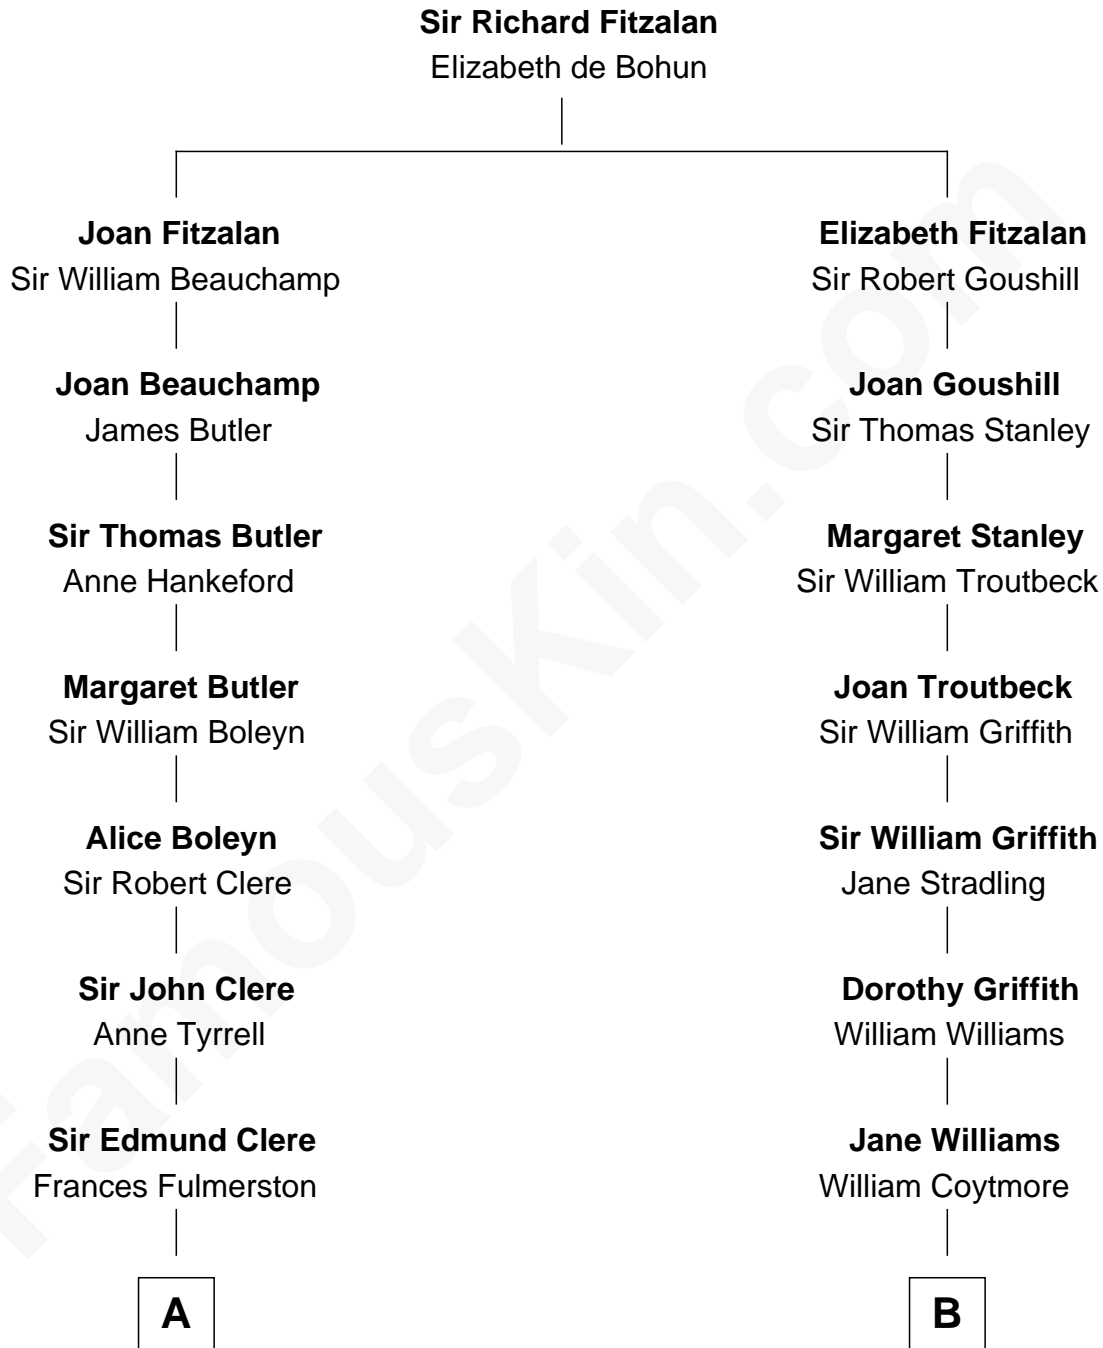 Sir Richard Fitzalan
Elizabeth de Bohun
Joan Fitzalan
Sir William Beauchamp
Elizabeth Fitzalan
Sir Robert Goushill
Joan Beauchamp
James Butler
Joan Goushill
Sir Thomas Stanley
Sir Thomas Butler
Anne Hankeford
Margaret Stanley
Sir William Troutbeck
Margaret Butler
Sir William Boleyn
Joan Troutbeck
Sir William Griffith
Alice Boleyn
Sir Robert Clere
Sir William Griffith
Jane Stradling
Sir John Clere
Anne Tyrrell
Dorothy Griffith
William Williams
Sir Edmund Clere
Frances Fulmerston
Jane Williams
William Coytmore
A
B
FamousKin.com